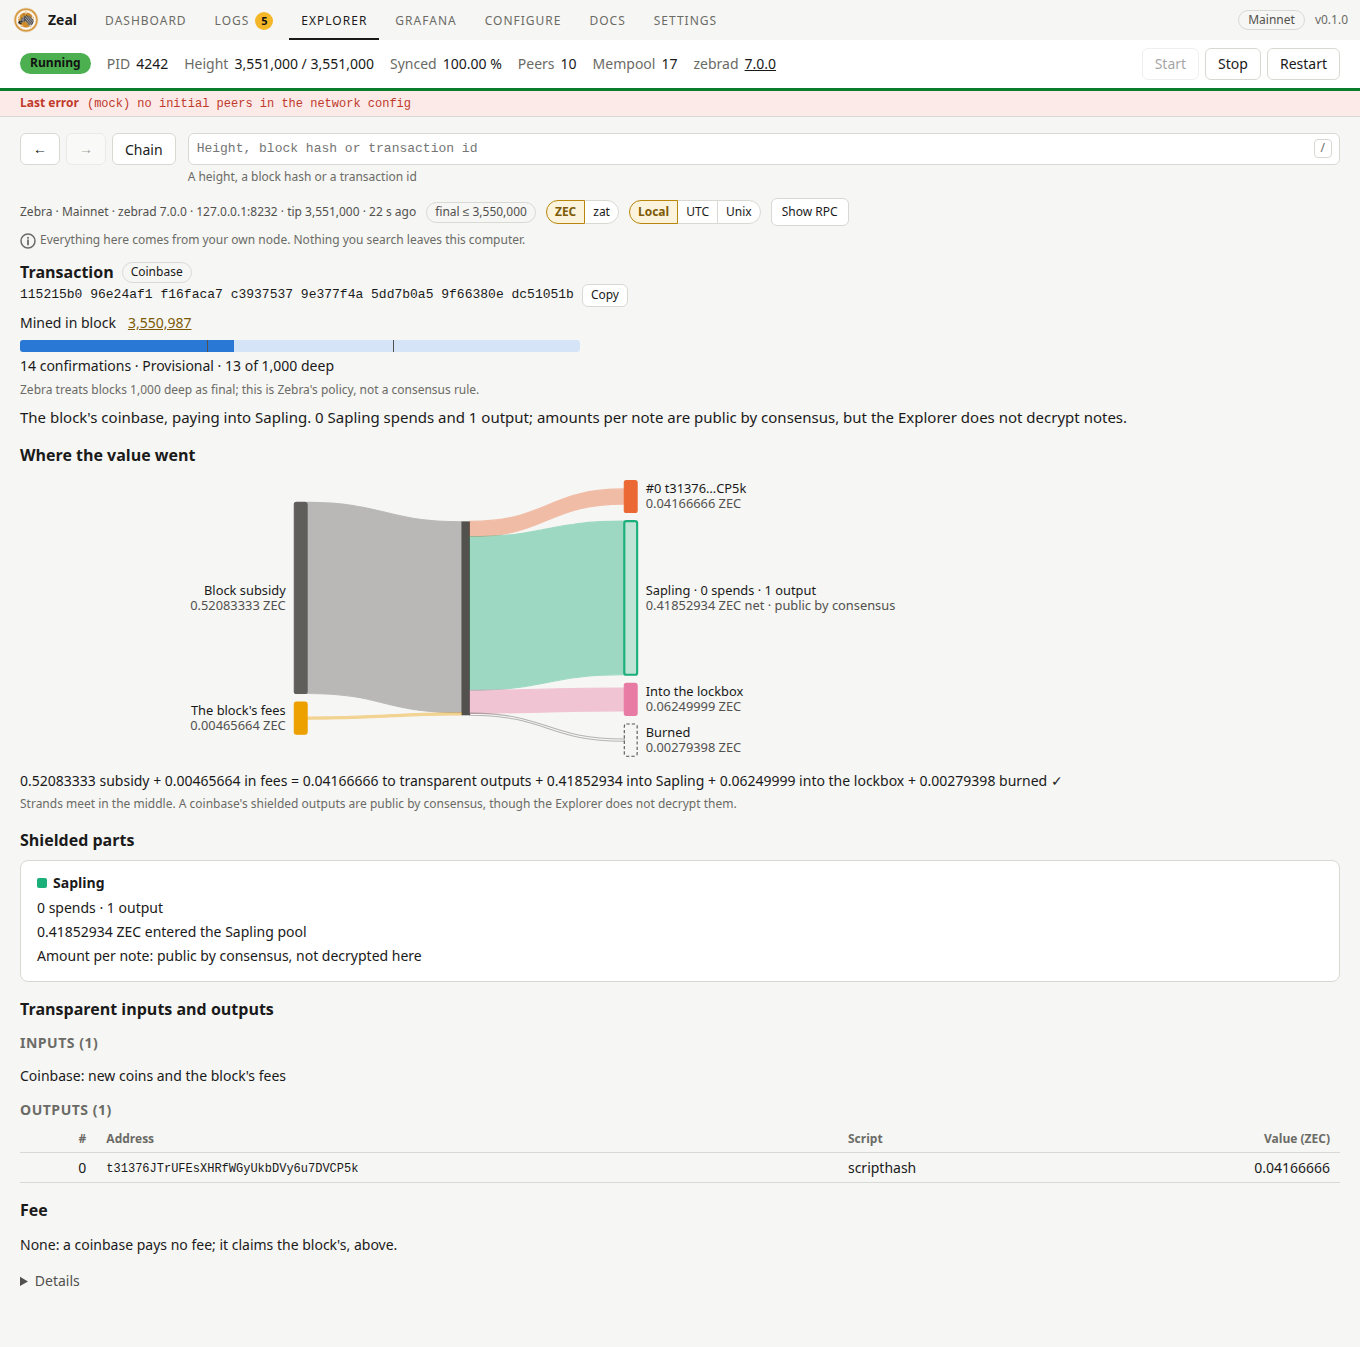 Zeal DASHBOARD LOGS 5 EXPLORER GRAFANA CONFIGURE DOCS SETTINGS Mainnet v0.1.0
Running PID 4242 Height 3,551,000 / 3,551,000 Synced 100.00 % Peers 10 Mempool 17 zebrad 7.0.0 Start Stop Restart
Last error (mock) no initial peers in the network config
← → Chain Height, block hash or transaction id /
A height, a block hash or a transaction id
Zebra · Mainnet · zebrad 7.0.0 · 127.0.0.1:8232 · tip 3,551,000 · 22 s ago final ≤ 3,550,000 ZEC zat Local UTC Unix Show RPC
Everything here comes from your own node. Nothing you search leaves this computer.
Transaction Coinbase
115215b0 96e24af1 f16faca7 c3937537 9e377f4a 5dd7b0a5 9f66380e dc51051b Copy
Mined in block 3,550,987
14 confirmations · Provisional · 13 of 1,000 deep
Zebra treats blocks 1,000 deep as final; this is Zebra's policy, not a consensus rule.
The block's coinbase, paying into Sapling. 0 Sapling spends and 1 output; amounts per note are public by consensus, but the Explorer does not decrypt notes.
Where the value went
#0 t31376…CP5k
0.04166666 ZEC
Block subsidy
0.52083333 ZEC
Sapling · 0 spends · 1 output
0.41852934 ZEC net · public by consensus
The block's fees
0.00465664 ZEC
Into the lockbox
0.06249999 ZEC
Burned
0.00279398 ZEC
0.52083333 subsidy + 0.00465664 in fees = 0.04166666 to transparent outputs + 0.41852934 into Sapling + 0.06249999 into the lockbox + 0.00279398 burned ✓
Strands meet in the middle. A coinbase's shielded outputs are public by consensus, though the Explorer does not decrypt them.
Shielded parts
Sapling
0 spends · 1 output
0.41852934 ZEC entered the Sapling pool
Amount per note: public by consensus, not decrypted here
Transparent inputs and outputs
INPUTS (1)
Coinbase: new coins and the block's fees
OUTPUTS (1)
# Address Script Value (ZEC)
0 t31376JTrUFEsXHRfWGyUkbDVy6u7DVCP5k scripthash 0.04166666
Fee
None: a coinbase pays no fee; it claims the block's, above.
▶ Details